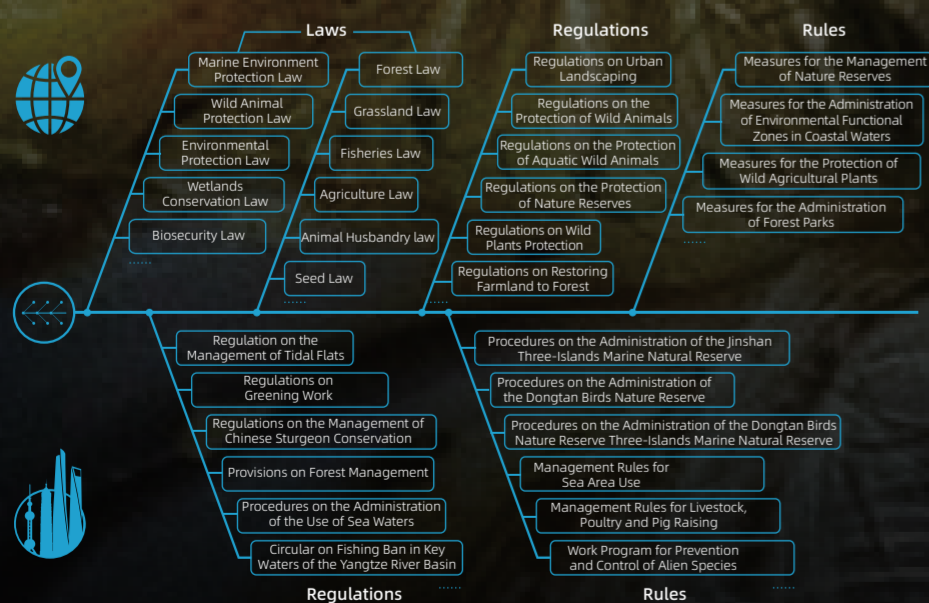 Laws
Marine Environment
Protection Law
Wild Animal
Protection Law
Environmental
Protection Law
Wetlands
Conservation Law
Biosecurity Law
......
Forest Law
Grassland Law
Fisheries Law
Agriculture Law
Animal Husbandry law
Seed Law
......
Regulations
Regulations on Urban
Landscaping
Regulations on the
Protection of Wild Animals
Regulations on the Protection
of Aquatic Wild Animals
Regulations on the Protection
of Nature Reserves
Regulations on Wild
Plants Protection
Regulations on Restoring
Farmland to Forest
......
Rules
Measures for the Management
of Nature Reserves
Measures for the Administration
of Environmental Functional
Zones in Coastal Waters
Measures for the Protection of
Wild Agricultural Plants
Measures for the Administration
of Forest Parks
......
Regulation on the
Management of Tidal Flats
Regulations on
Greening Work
Regulations on the Management of
Chinese Sturgeon Conservation
Provisions on Forest Management
Procedures on the Administration
of the Use of Sea Waters
Circular on Fishing Ban in Key
Waters of the Yangtze River Basin
......
Regulations
Procedures on the Administration of the Jinshan
Three-Islands Marine Natural Reserve
Procedures on the Administration of
the Dongtan Birds Nature Reserve
Procedures on the Administration of the Dongtan Birds
Nature Reserve Three-Islands Marine Natural Reserve
Management Rules for
Sea Area Use
Management Rules for Livestock,
Poultry and Pig Raising
Work Program for Prevention
and Control of Alien Species
......
Rules